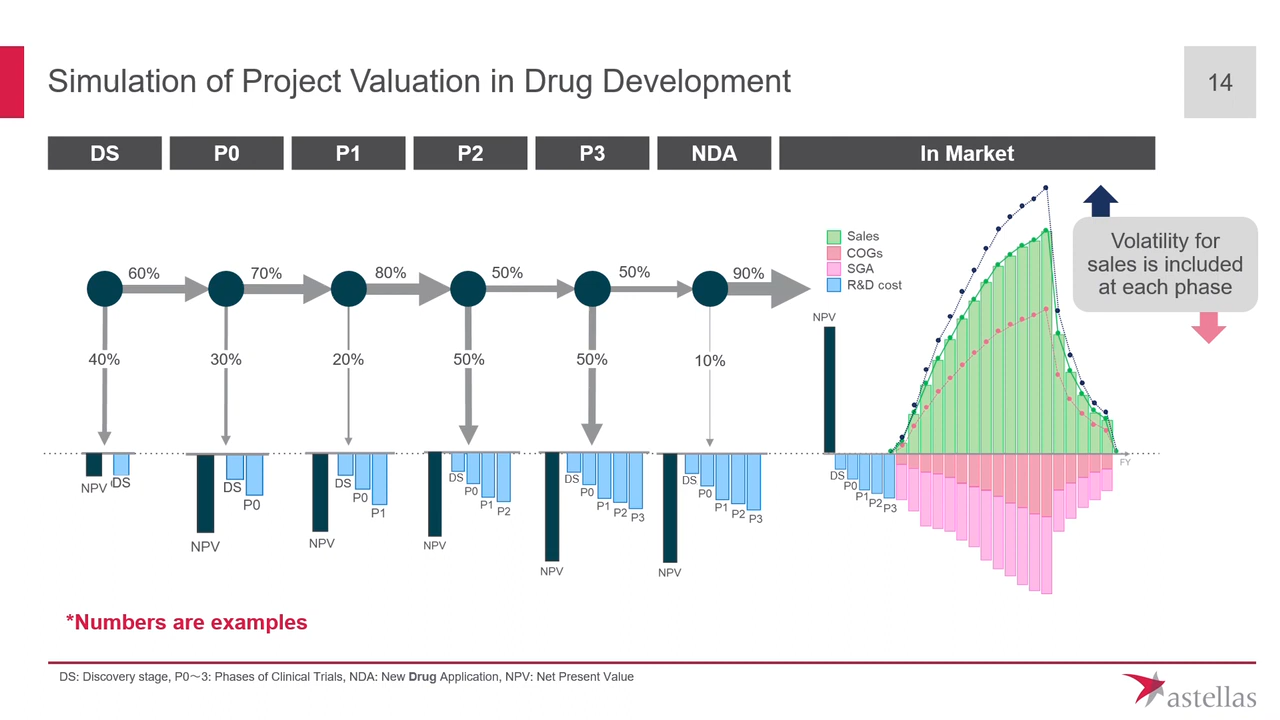 Simulation of Project Valuation in Drug Development
14
DS
P0
P1
P2
P3
NDA
In Market
60%
70%
80%
50%
50%
90%
40%
30%
20%
50%
50%
10%
Sales
COGs
SGA
R&D cost
Volatility for
sales is included
at each phase
NPV
DS
P0
P1
P2
P3
FY
NPV
DS
NPV
DS
P0
NPV
DS
P0
P1
NPV
DS
P0
P1
P2
NPV
DS
P0
P1
P2
P3
NPV
DS
P0
P1
P2
P3
*Numbers are examples
DS: Discovery stage, P0～3: Phases of Clinical Trials, NDA: New Drug Application, NPV: Net Present Value
astellas